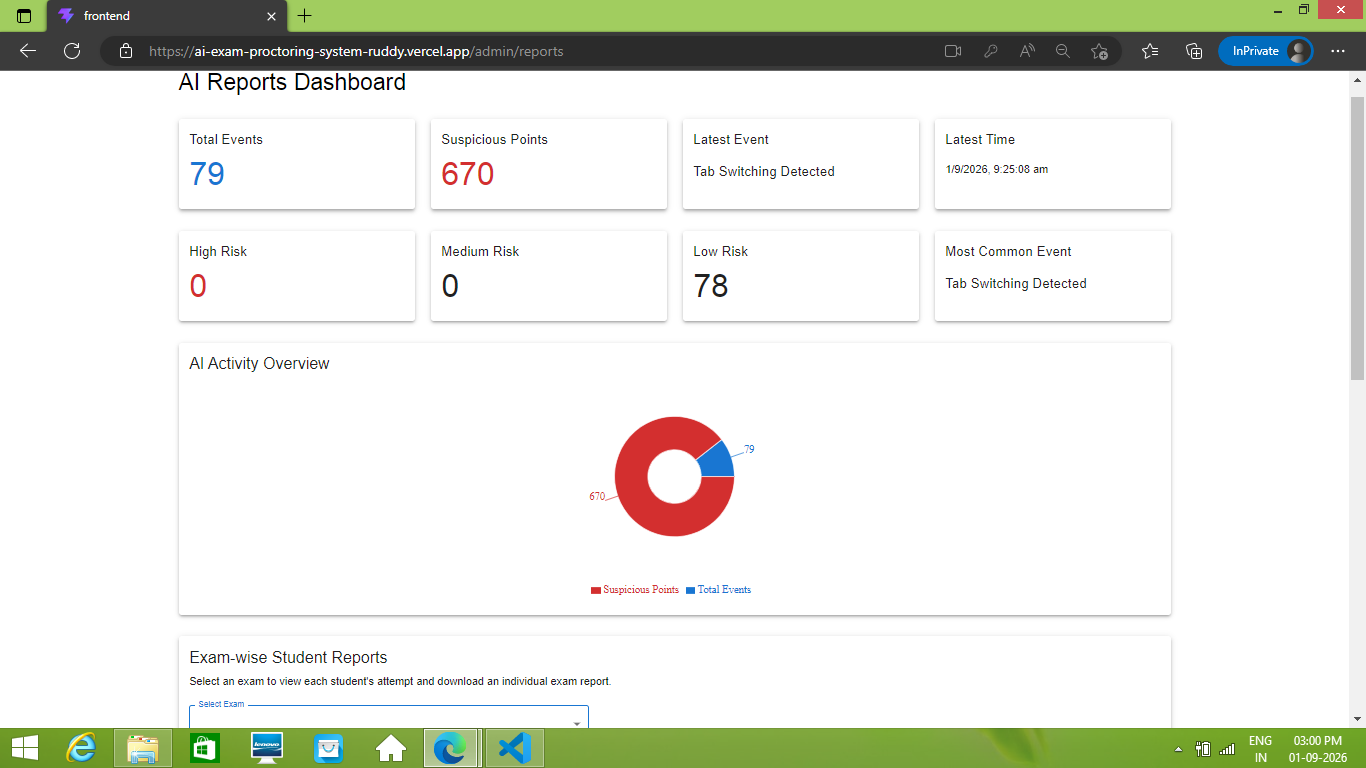 frontend
https://ai-exam-proctoring-system-ruddy.vercel.app/admin/reports
InPrivate
AI Reports Dashboard
Total Events
79
Suspicious Points
670
Latest Event
Tab Switching Detected
Latest Time
1/9/2026, 9:25:08 am
High Risk
0
Medium Risk
0
Low Risk
78
Most Common Event
Tab Switching Detected
AI Activity Overview
79
670
Suspicious Points
Total Events
Exam-wise Student Reports
Select an exam to view each student's attempt and download an individual exam report.
Select Exam
lenovo
ENG
IN
03:00 PM
01-09-2026